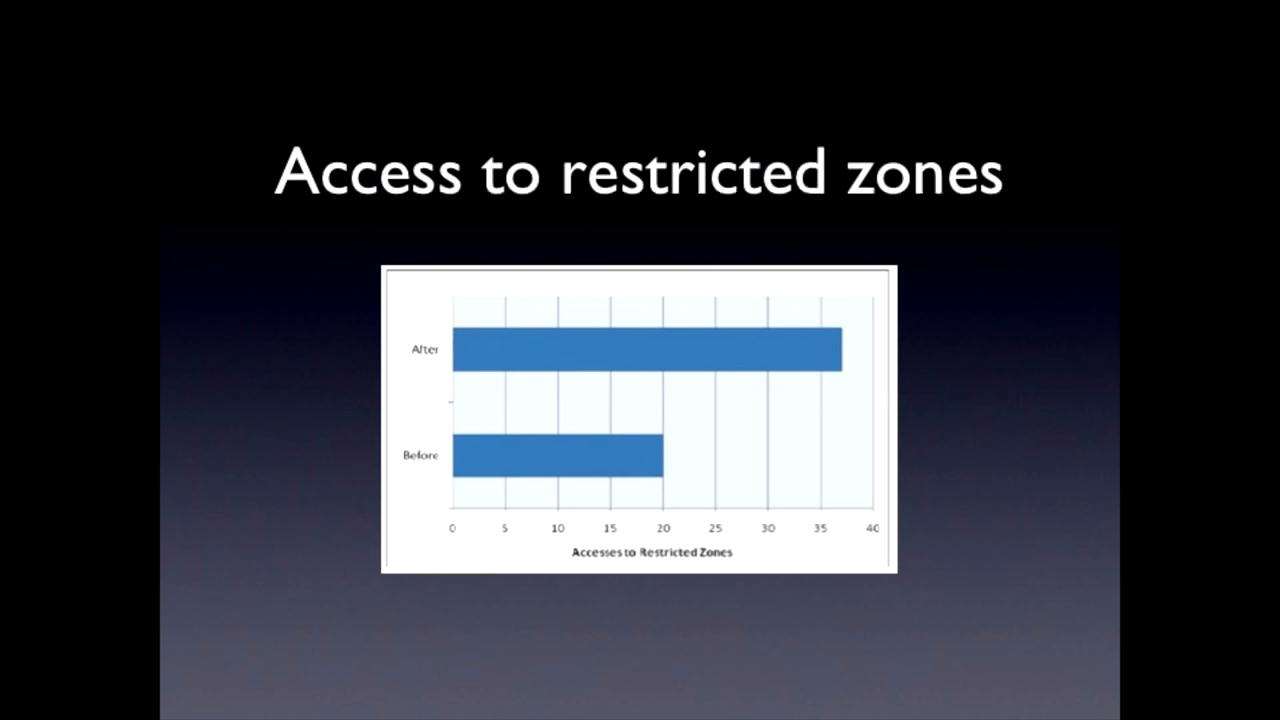 Access to restricted zones
After
Before
0 5 10 15 20 25 30 35 40
Accesses to Restricted Zones